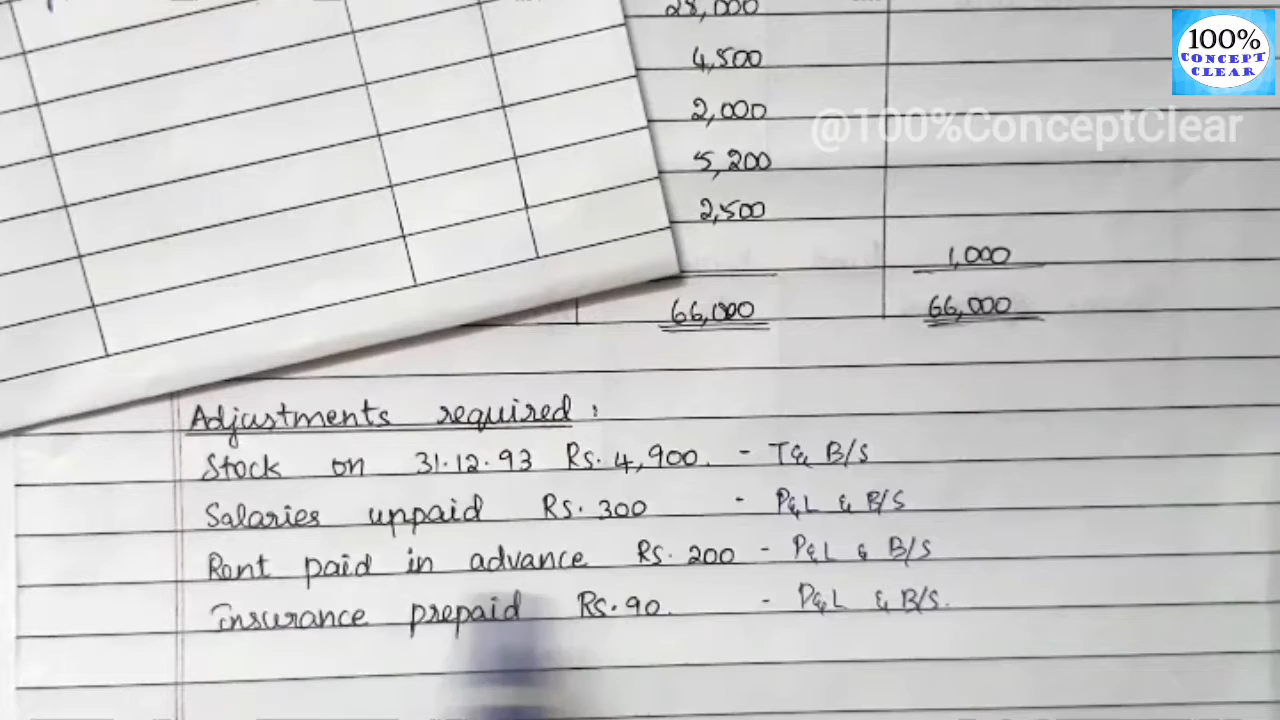 28,000
4,500
2,000
5,200
2,500
1,000
66,000 66,000
Adjustments required :
Stock on 31.12.93 Rs. 4,900. - T& B/S
Salaries unpaid Rs. 300 - P&L & B/S
Rent paid in advance Rs. 200 - P&L & B/S
Insurance prepaid Rs. 90. - P&L & B/S.
100%
CONCEPT
CLEAR
@100%ConceptClear